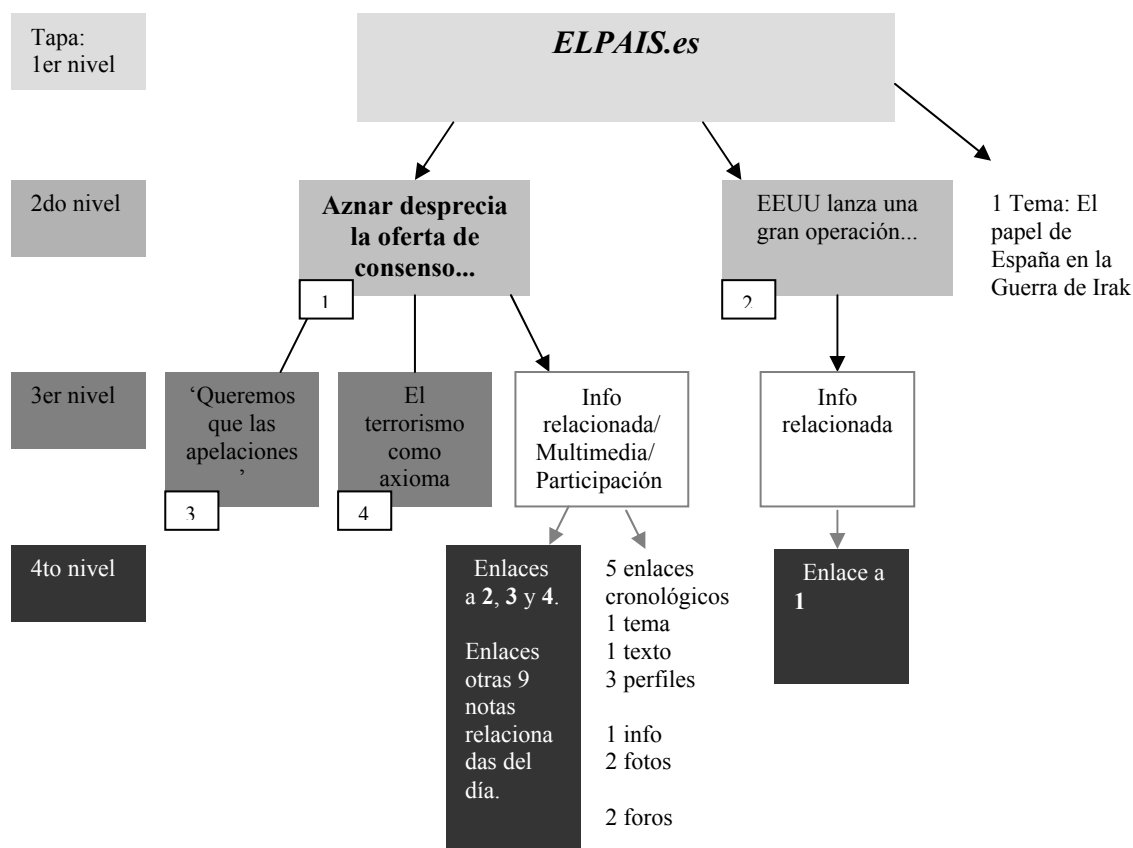 Tapa:
1er nivel
ELPAIS.es
2do nivel
Aznar desprecia
la oferta de
consenso...
1
EEUU lanza una
gran operación...
2
1 Tema: El
papel de
España en la
Guerra de Irak
3er nivel
‘Queremos
que las
apelaciones
’
3
El
terrorismo
como
axioma
4
Info
relacionada/
Multimedia/
Participación
Info
relacionada
4to nivel
Enlaces
a 2, 3 y 4.
Enlaces
otras 9
notas
relaciona
das del
día.
5 enlaces
cronológicos
1 tema
1 texto
3 perfiles
1 info
2 fotos
2 foros
Enlace a
1